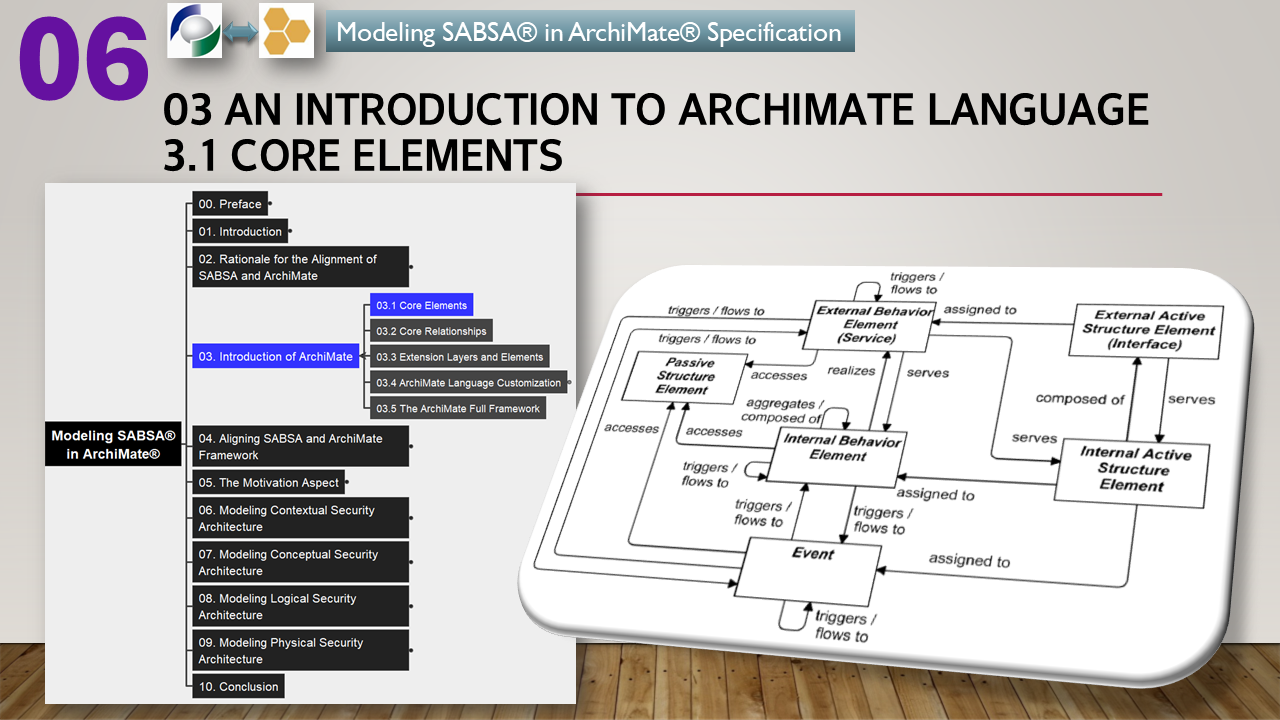 06
Modeling SABSA® in ArchiMate® Specification
03 AN INTRODUCTION TO ARCHIMATE LANGUAGE
3.1 CORE ELEMENTS
Modeling SABSA®
in ArchiMate®
00. Preface
01. Introduction
02. Rationale for the Alignment of
SABSA and ArchiMate
03. Introduction of ArchiMate
03.1 Core Elements
03.2 Core Relationships
03.3 Extension Layers and Elements
03.4 ArchiMate Language Customization
03.5 The ArchiMate Full Framework
04. Aligning SABSA and ArchiMate
Framework
05. The Motivation Aspect
06. Modeling Contextual Security
Architecture
07. Modeling Conceptual Security
Architecture
08. Modeling Logical Security
Architecture
09. Modeling Physical Security
Architecture
10. Conclusion
triggers /
flows to
triggers / flows to
External Behavior
Element
(Service)
assigned to
External Active
Structure Element
(Interface)
triggers / flows to
Passive
Structure
Element
accesses
realizes
serves
aggregates /
composed of
composed of
serves
accesses
accesses
Internal Behavior
Element
serves
Internal Active
Structure
Element
triggers /
flows to
assigned to
triggers /
flows to
triggers /
flows to
Event
assigned to
triggers /
flows to